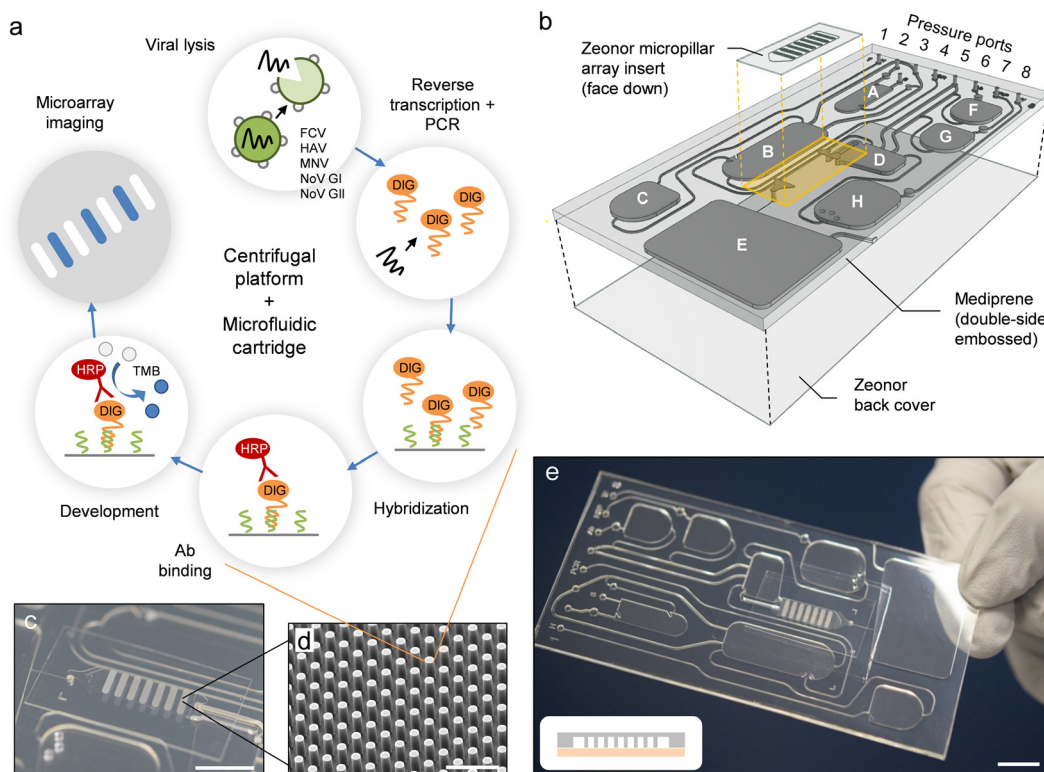 a
Viral lysis
FCV
HAV
MNV
NoV GI
NoV GII
Reverse
transcription +
PCR
DIG
DIG
DIG
Microarray
imaging
Centrifugal
platform
+
Microfluidic
cartridge
HRP
TMB
DIG
Development
HRP
DIG
Ab
binding
DIG
DIG
DIG
Hybridization
b
Zeonor micropillar
array insert
(face down)
Pressure ports
1 2 3 4 5 6 7 8
A
B
C
D
E
F
G
H
Mediprene
(double-side
embossed)
Zeonor
back cover
c
d
e
PCR